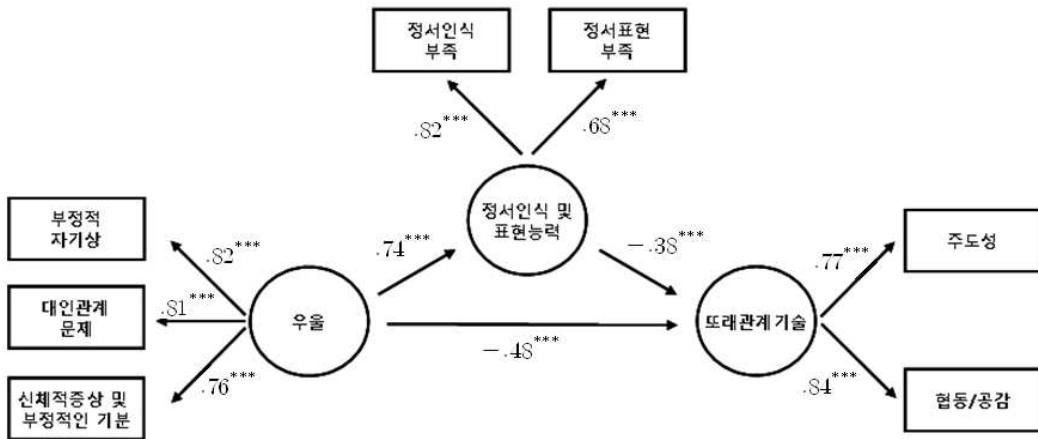 정서인식
부족
정서표현
부족
.82***
.68***
정서인식 및
표현능력
부정적
자기상
.82***
.74***
-.38***
.77***
주도성
대인관계
문제
.81***
우울
또래관계기술
-.48***
신체적증상 및
부정적인 기분
.76***
.84***
협동/공감